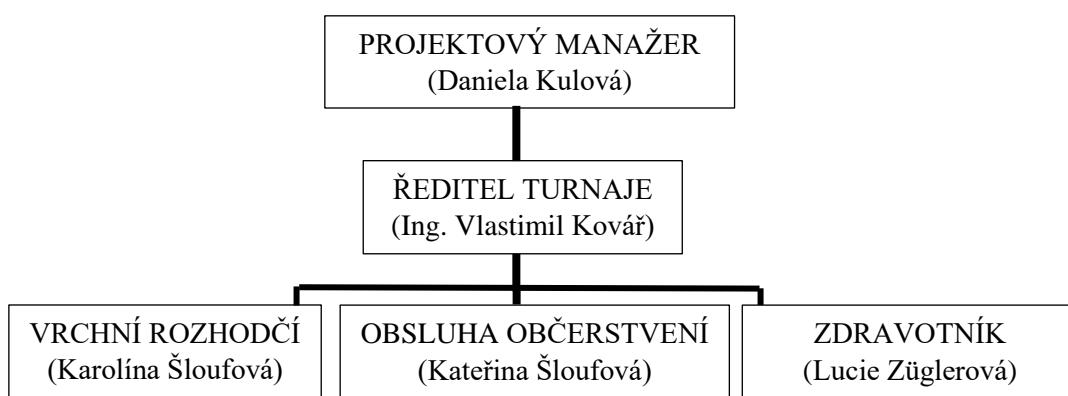 PROJEKTOVÝ MANAŽER
(Daniela Kulová)
ŘEDITEL TURNAJE
(Ing. Vlastimil Kovář)
VRCHNÍ ROZHODČÍ
(Karolína Šloufová)
OBSLUHA OBČERSTVENÍ
(Kateřina Šloufová)
ZDRAVOTNÍK
(Lucie Züglerová)